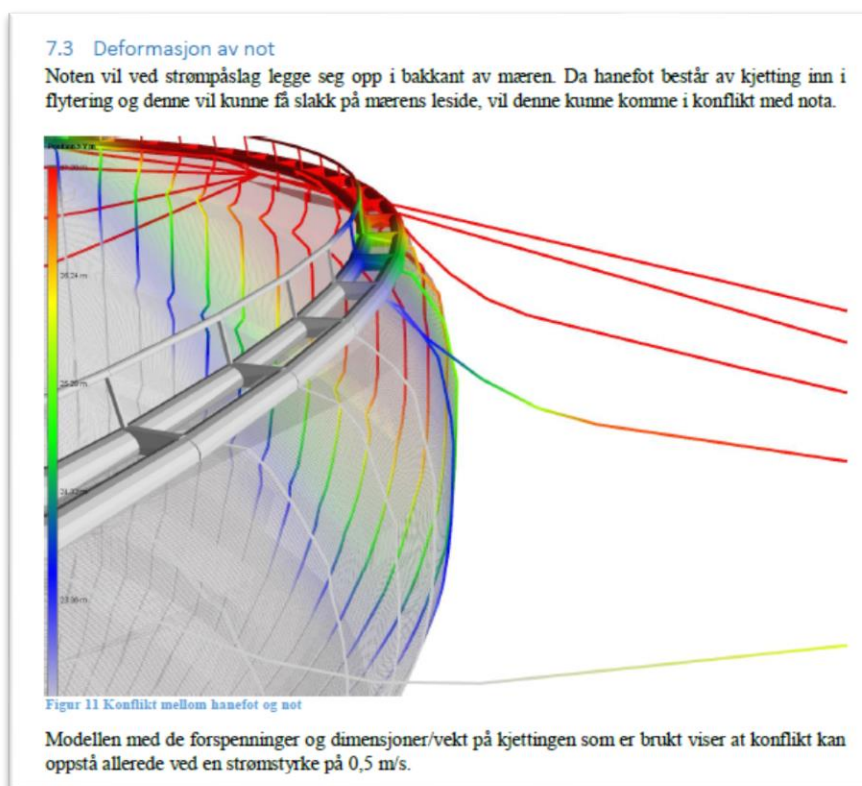 7.3 Deformasjon av not
Noten vil ved strømpåslag legge seg opp i bakkant av mæren. Da hanefot består av kjetting inn i
flytering og denne vil kunne få slakk på mærens leside, vil denne kunne komme i konflikt med nota.
Figur 11 Konflikt mellom hanefot og not
Modellen med de forspenninger og dimensjoner/vekt på kjettingen som er brukt viser at konflikt kan
oppstå allerede ved en strømstyrke på 0,5 m/s.